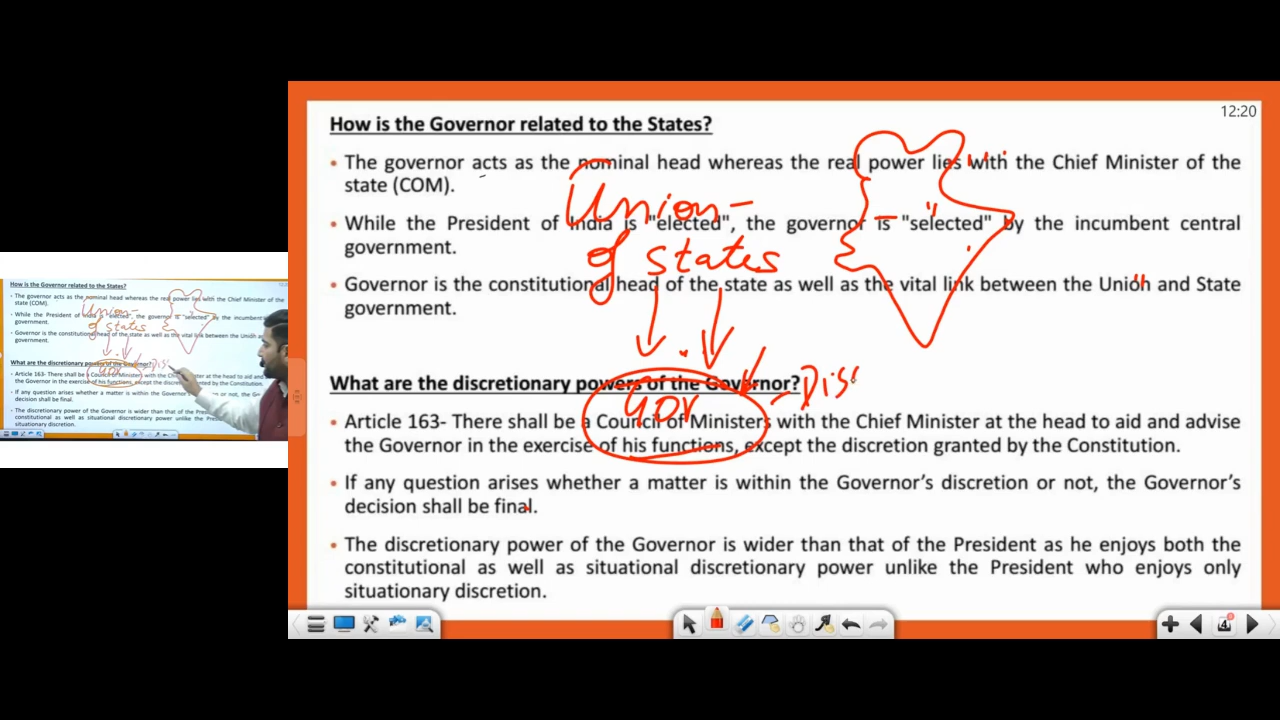 12:20
How is the Governor related to the States?
• The governor acts as the nominal head whereas the real power lies with the Chief Minister of the
state (COM).
Union
• While the President of India is "elected", the governor is "selected" by the incumbent central
government.
of states
• Governor is the constitutional head of the state as well as the vital link between the Union and State
government.
What are the discretionary powers of the Governor?
Dis
Gov
• Article 163- There shall be a Council of Ministers with the Chief Minister at the head to aid and advise
the Governor in the exercise of his functions, except the discretion granted by the Constitution.
• If any question arises whether a matter is within the Governor's discretion or not, the Governor's
decision shall be final.
• The discretionary power of the Governor is wider than that of the President as he enjoys both the
constitutional as well as situational discretionary power unlike the President who enjoys only
situationary discretion.
4